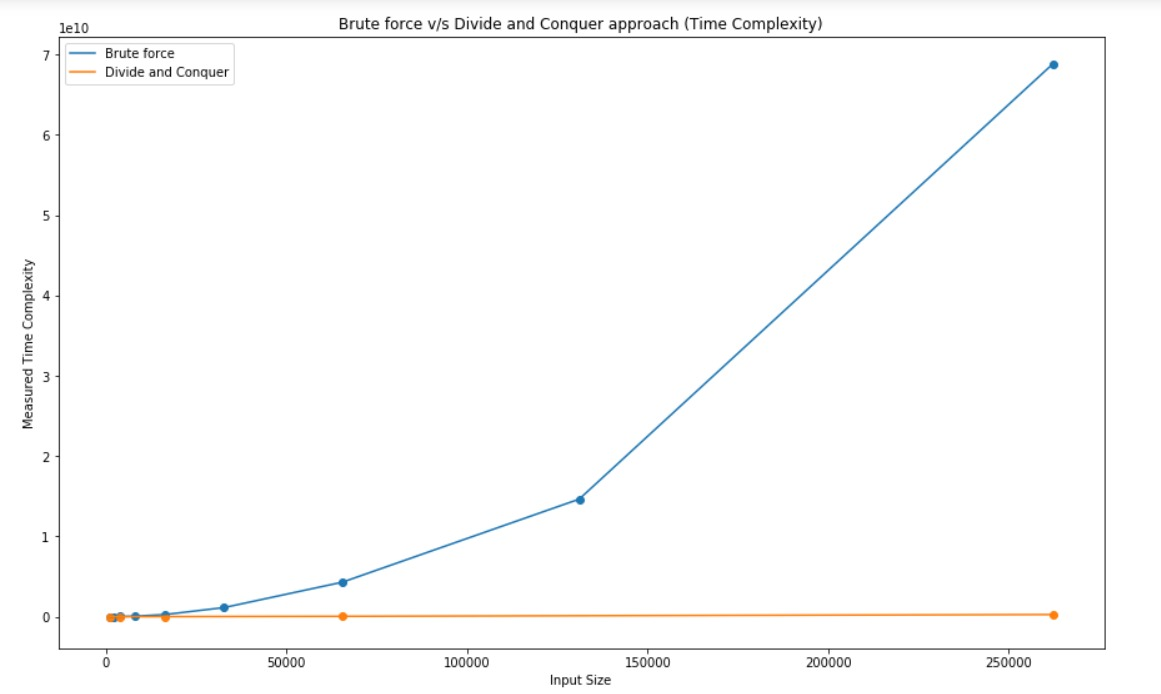 Brute force v/s Divide and Conquer approach (Time Complexity)
1e10
Brute force
Divide and Conquer
7
6
5
4
3
2
1
0
Measured Time Complexity
0 50000 100000 150000 200000 250000
Input Size